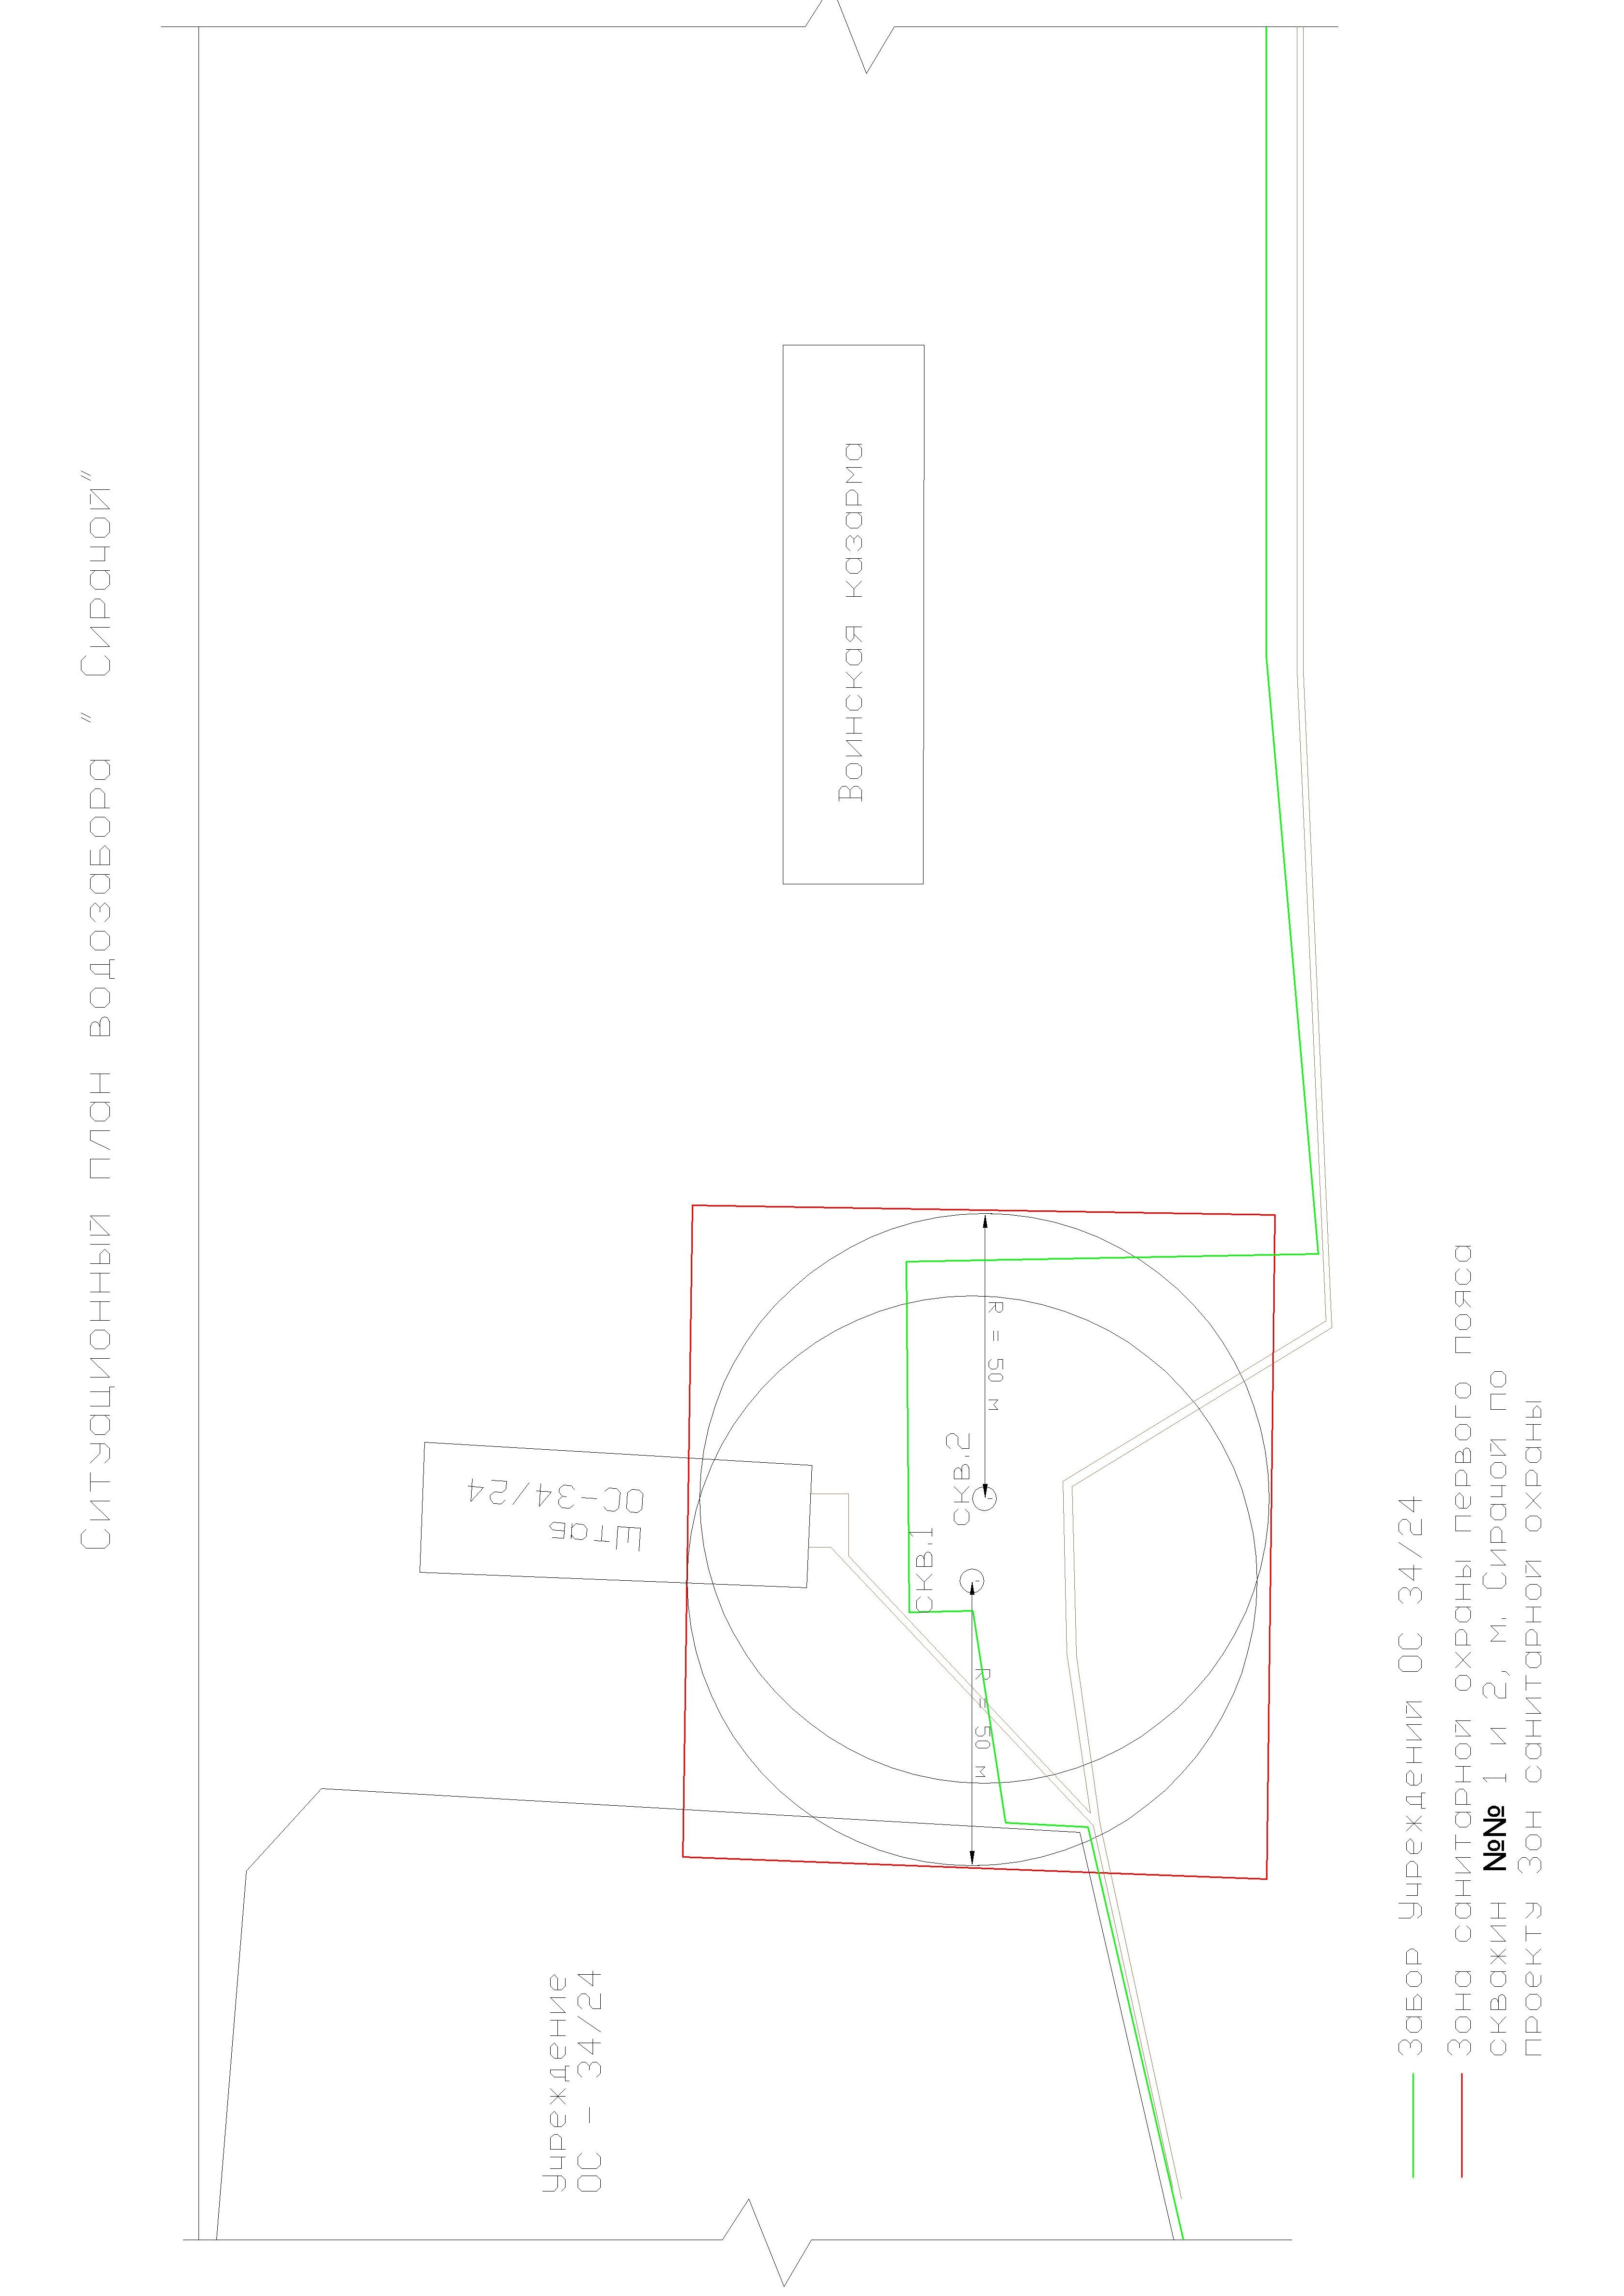 Ситуационный план водозабора " Сирачой"
Воинская казарма
Штаб
ОС-34/24
R = 50 м
скв.2
скв.1
R = 50 м
Учреждение
ОС - 34/24
Забор Учреждений ОС 34/24
Зона санитарной охраны первого пояса
скважин №№ 1 и 2, м. Сирачой по
проекту Зон санитарной охраны